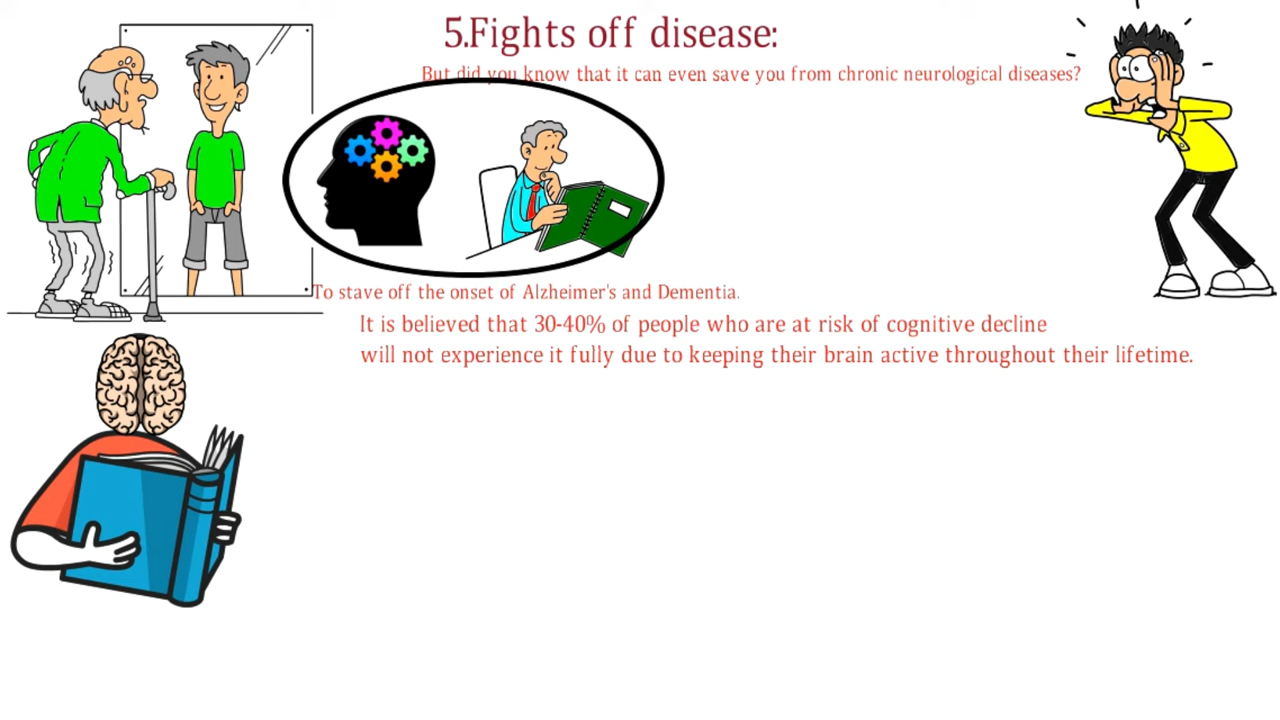 5.Fights off disease:
But did you know that it can even save you from chronic neurological diseases?
To stave off the onset of Alzheimer's and Dementia.
It is believed that 30-40% of people who are at risk of cognitive decline
will not experience it fully due to keeping their brain active throughout their lifetime.